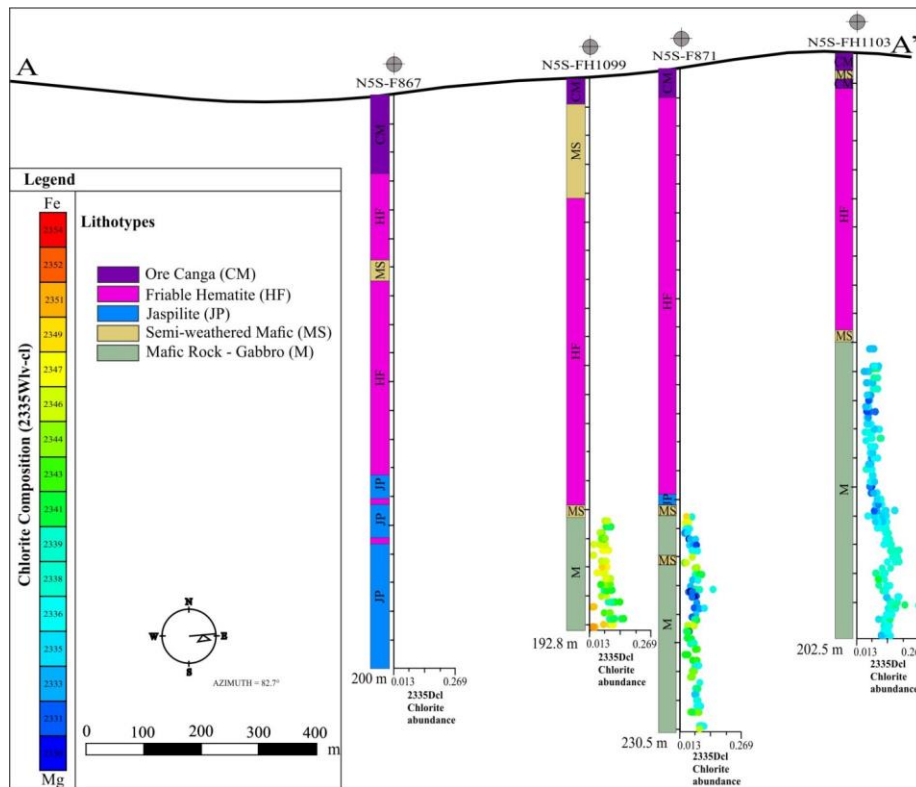 A
A'
N5S-F867
N5S-FH1099
N5S-F871
N5S-FH1103
CM
HF
MS
HF
JP
JP
JP
200 m
0.013
0.269
CM
MS
HF
MS
M
192.8 m
0.013
0.269
2335Dcl
Chlorite
abundance
2335Dcl
Chlorite
abundance
CM
HF
JP
MS
MS
M
230.5 m
0.013
0.269
2335Dcl
Chlorite
abundance
CM
MS
CM
HF
MS
M
202.5 m
0.013
2335Dcl
Chlorite
abundance
Legend
Fe
2354
2352
2351
2349
2347
2346
2344
2343
2341
2339
2338
2336
2335
2333
2331
Mg
Chlorite Composition (2335Wlv-cl)
Lithotypes
Ore Canga (CM)
Friable Hematite (HF)
Jaspilite (JP)
Semi-weathered Mafic (MS)
Mafic Rock - Gabbro (M)
N
W
E
S
AZIMUTH = 82.7°
0 100 200 300 400
m